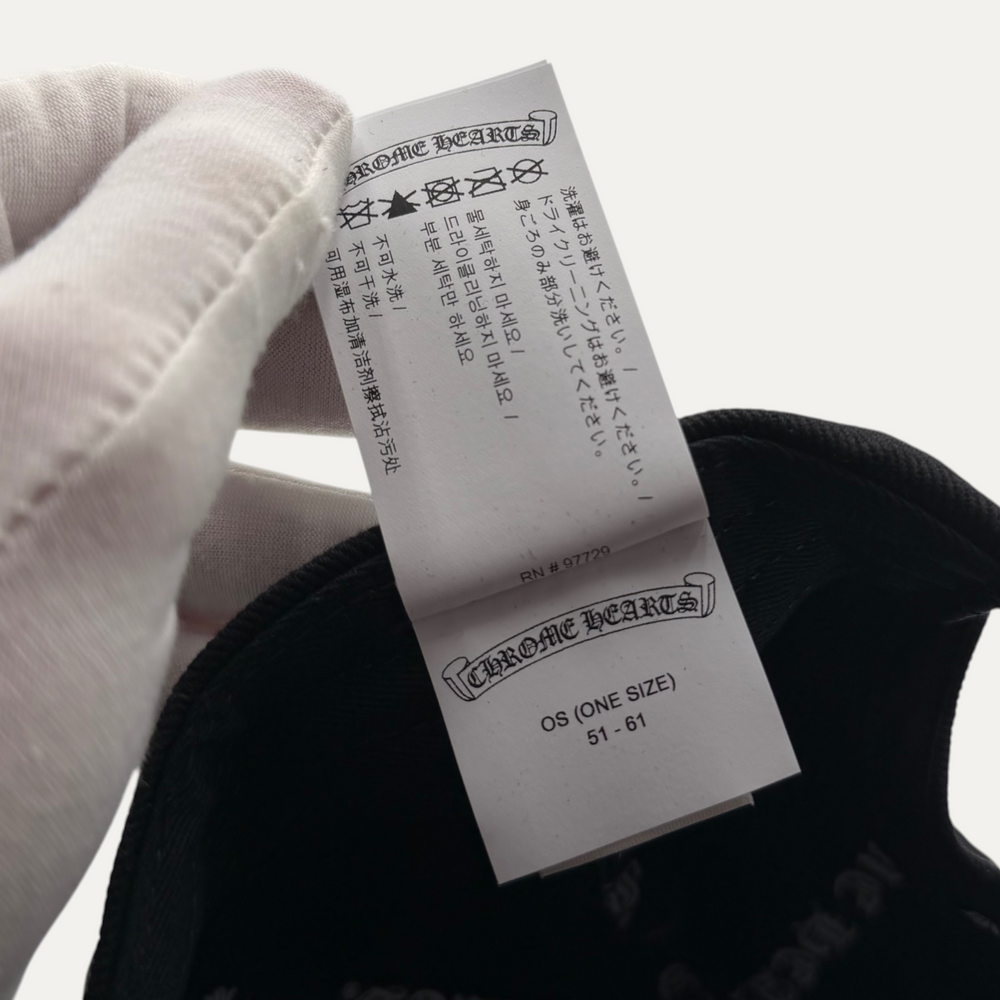 CHROME HEARTS
洗濯はお避けください。/
ドライクリーニングはお避けください。/
身ごろのみ部分洗いしてください。
물세탁하지 마세요 /
드라이클리닝하지 마세요 /
부분 세탁만 하세요
不可水洗 /
不可干洗 /
可用湿布加清洁剂擦拭沾污处
RN # 97729
CHROME HEARTS
OS (ONE SIZE)
51 - 61